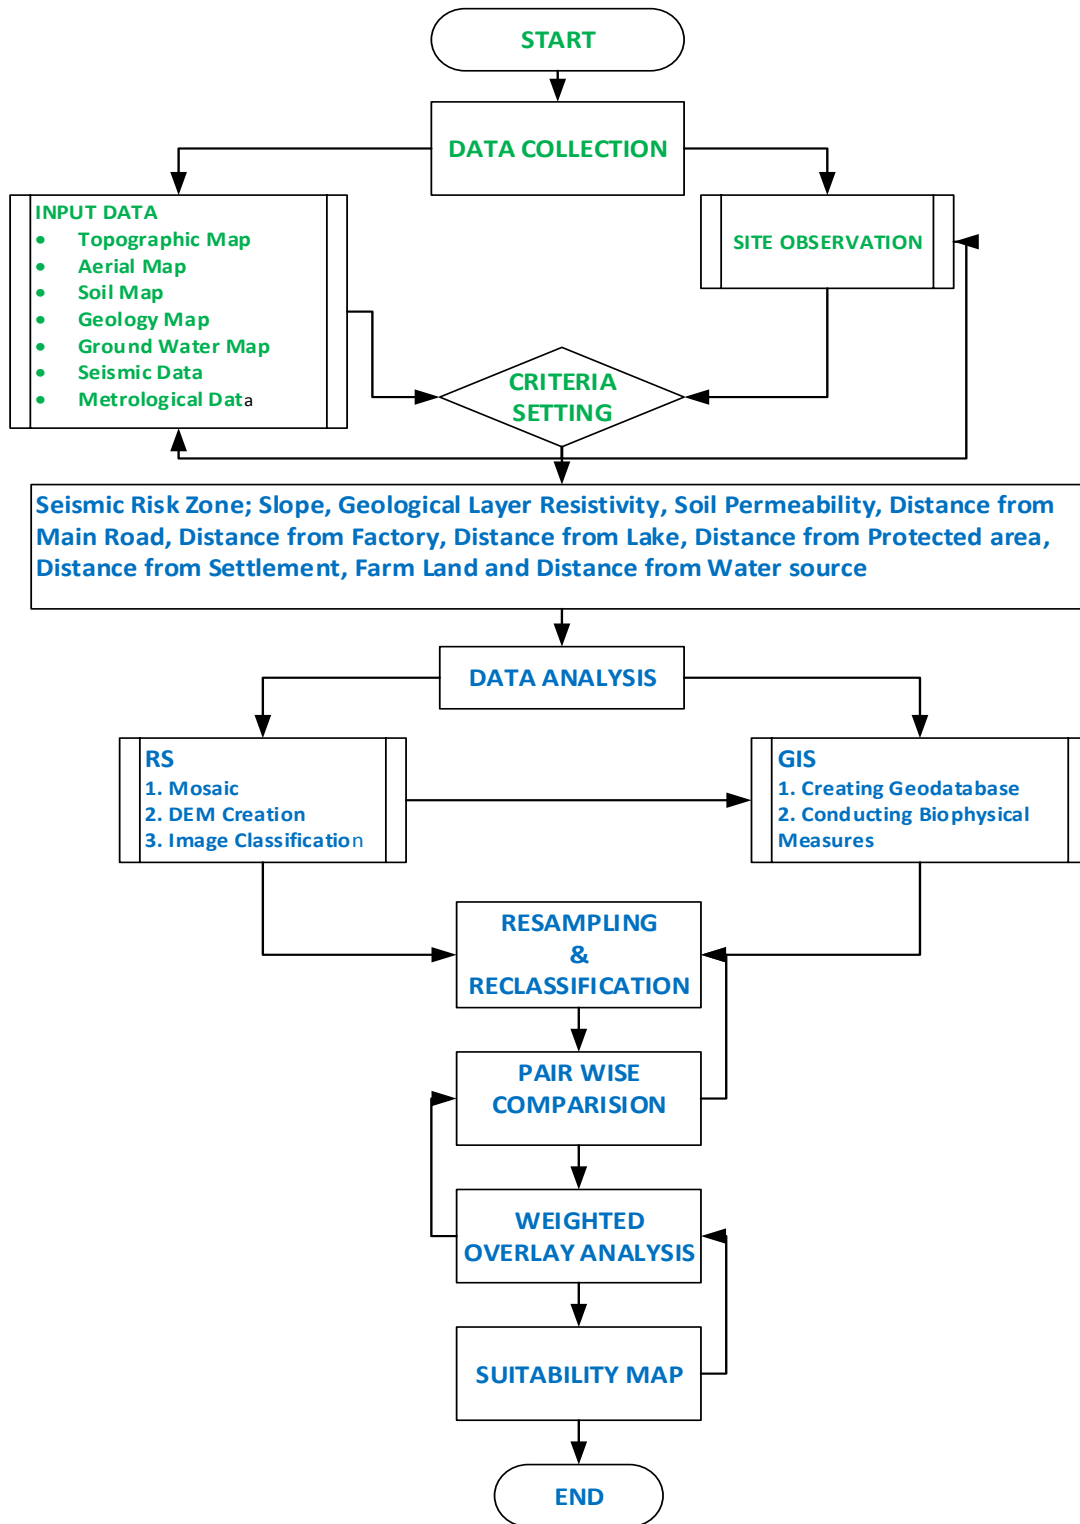 START
DATA COLLECTION
INPUT DATA
• Topographic Map
• Aerial Map
• Soil Map
• Geology Map
• Ground Water Map
• Seismic Data
• Metrological Data
SITE OBSERVATION
CRITERIA
SETTING
Seismic Risk Zone; Slope, Geological Layer Resistivity, Soil Permeability, Distance from
Main Road, Distance from Factory, Distance from Lake, Distance from Protected area,
Distance from Settlement, Farm Land and Distance from Water source
DATA ANALYSIS
RS
1. Mosaic
2. DEM Creation
3. Image Classification
GIS
1. Creating Geodatabase
2. Conducting Biophysical
Measures
RESAMPLING
&
RECLASSIFICATION
PAIR WISE
COMPARISION
WEIGHTED
OVERLAY ANALYSIS
SUITABILITY MAP
END